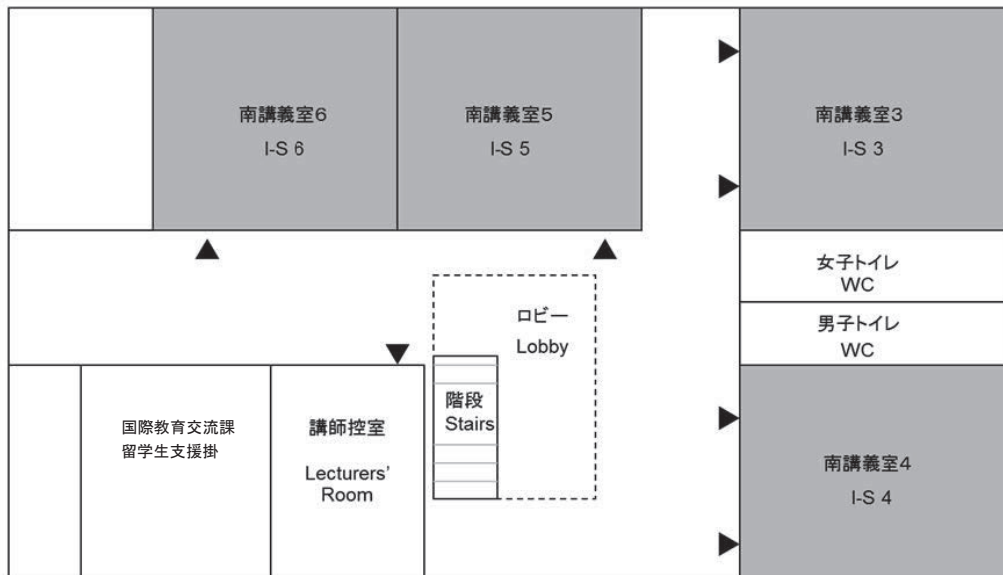 南講義室6
I-S 6
南講義室5
I-S 5
南講義室3
I-S 3
女子トイレ
WC
男子トイレ
WC
ロビー
Lobby
階段
Stairs
国際教育交流課
留学生支援掛
講師控室
Lecturers'
Room
南講義室4
I-S 4